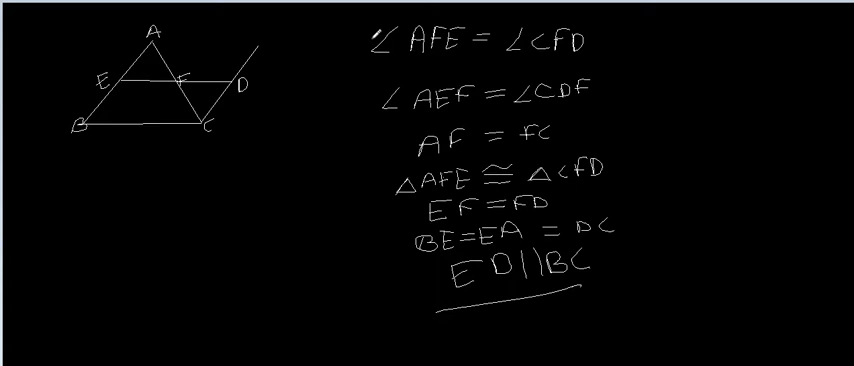 A
E
F
D
B
C
∠AFE = ∠CFD
∠AEF = ∠CDF
AF = FC
△AFE ≅ △CFD
EF = FD
BE = EA = DC
ED || BC